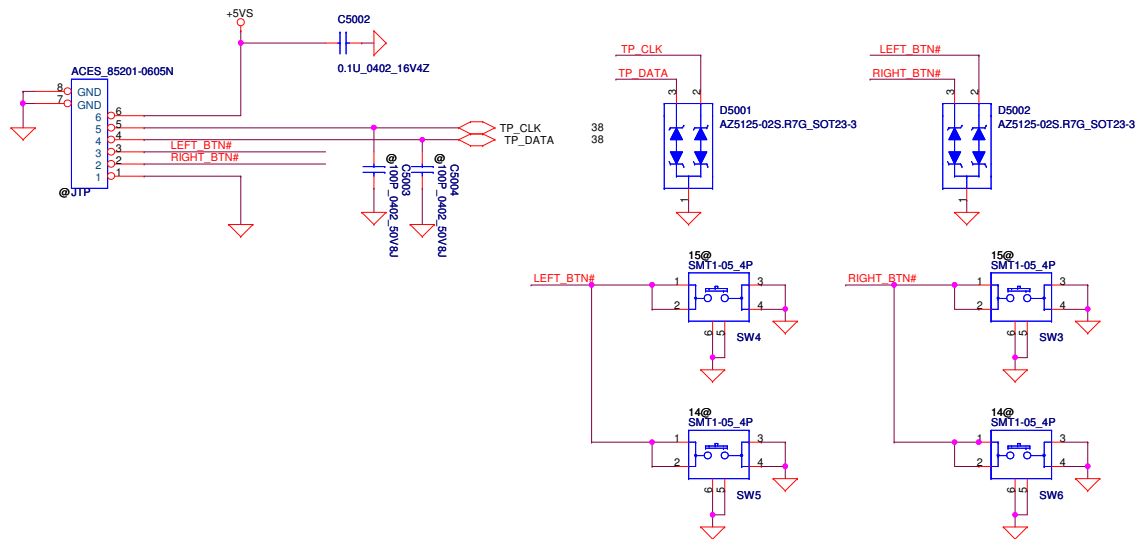 +5VS
C5002
0.1U_0402_16V4Z
ACES_85201-0605N
8
GND
7
GND
6
6
5
5
4
4
3
3
2
2
1
1
@JTP
LEFT_BTN#
RIGHT_BTN#
TP_CLK
38
TP_DATA
38
@100P_0402_50V8J
C5003
@100P_0402_50V8J
C5004
TP_CLK
TP_DATA
3
2
D5001
AZ5125-02S.R7G_SOT23-3
1
LEFT_BTN#
RIGHT_BTN#
3
2
D5002
AZ5125-02S.R7G_SOT23-3
1
15@
SMT1-05_4P
LEFT_BTN#
1
3
2
4
6
5
SW4
15@
SMT1-05_4P
RIGHT_BTN#
1
3
2
4
6
5
SW3
14@
SMT1-05_4P
1
3
2
4
6
5
SW5
14@
SMT1-05_4P
1
3
2
4
6
5
SW6